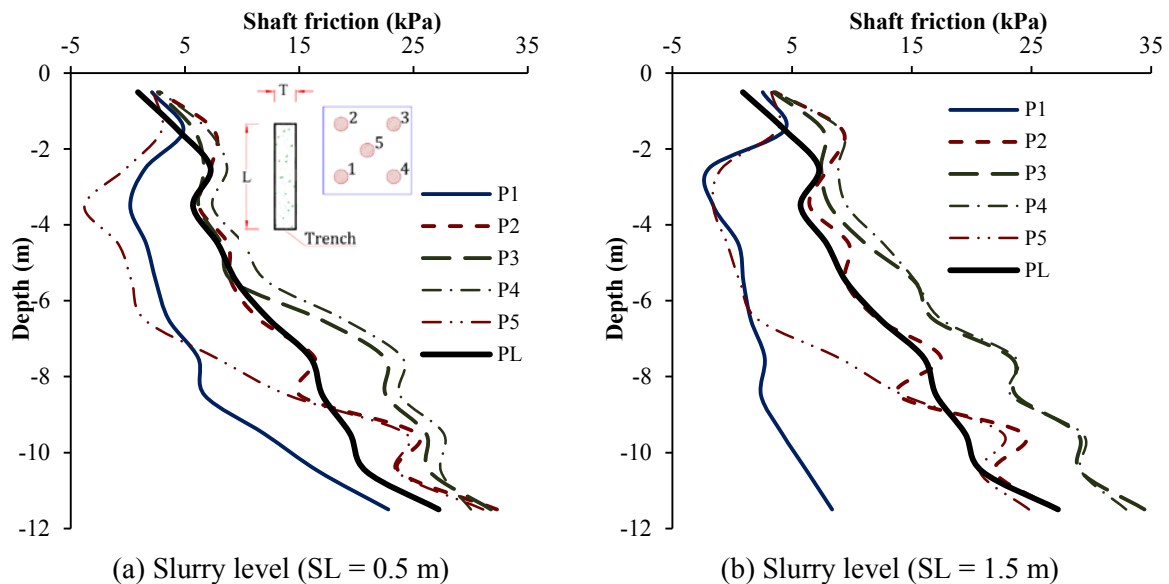 Shaft friction (kPa)
-5 5 15 25 35
0
-2
-4
-6
-8
-10
-12
Depth (m)
T
L
Trench
2 3
5
1 4
P1
P2
P3
P4
P5
PL
(a) Slurry level (SL = 0.5 m)
Shaft friction (kPa)
-5 5 15 25 35
0
-2
-4
-6
-8
-10
-12
Depth (m)
P1
P2
P3
P4
P5
PL
(b) Slurry level (SL = 1.5 m)